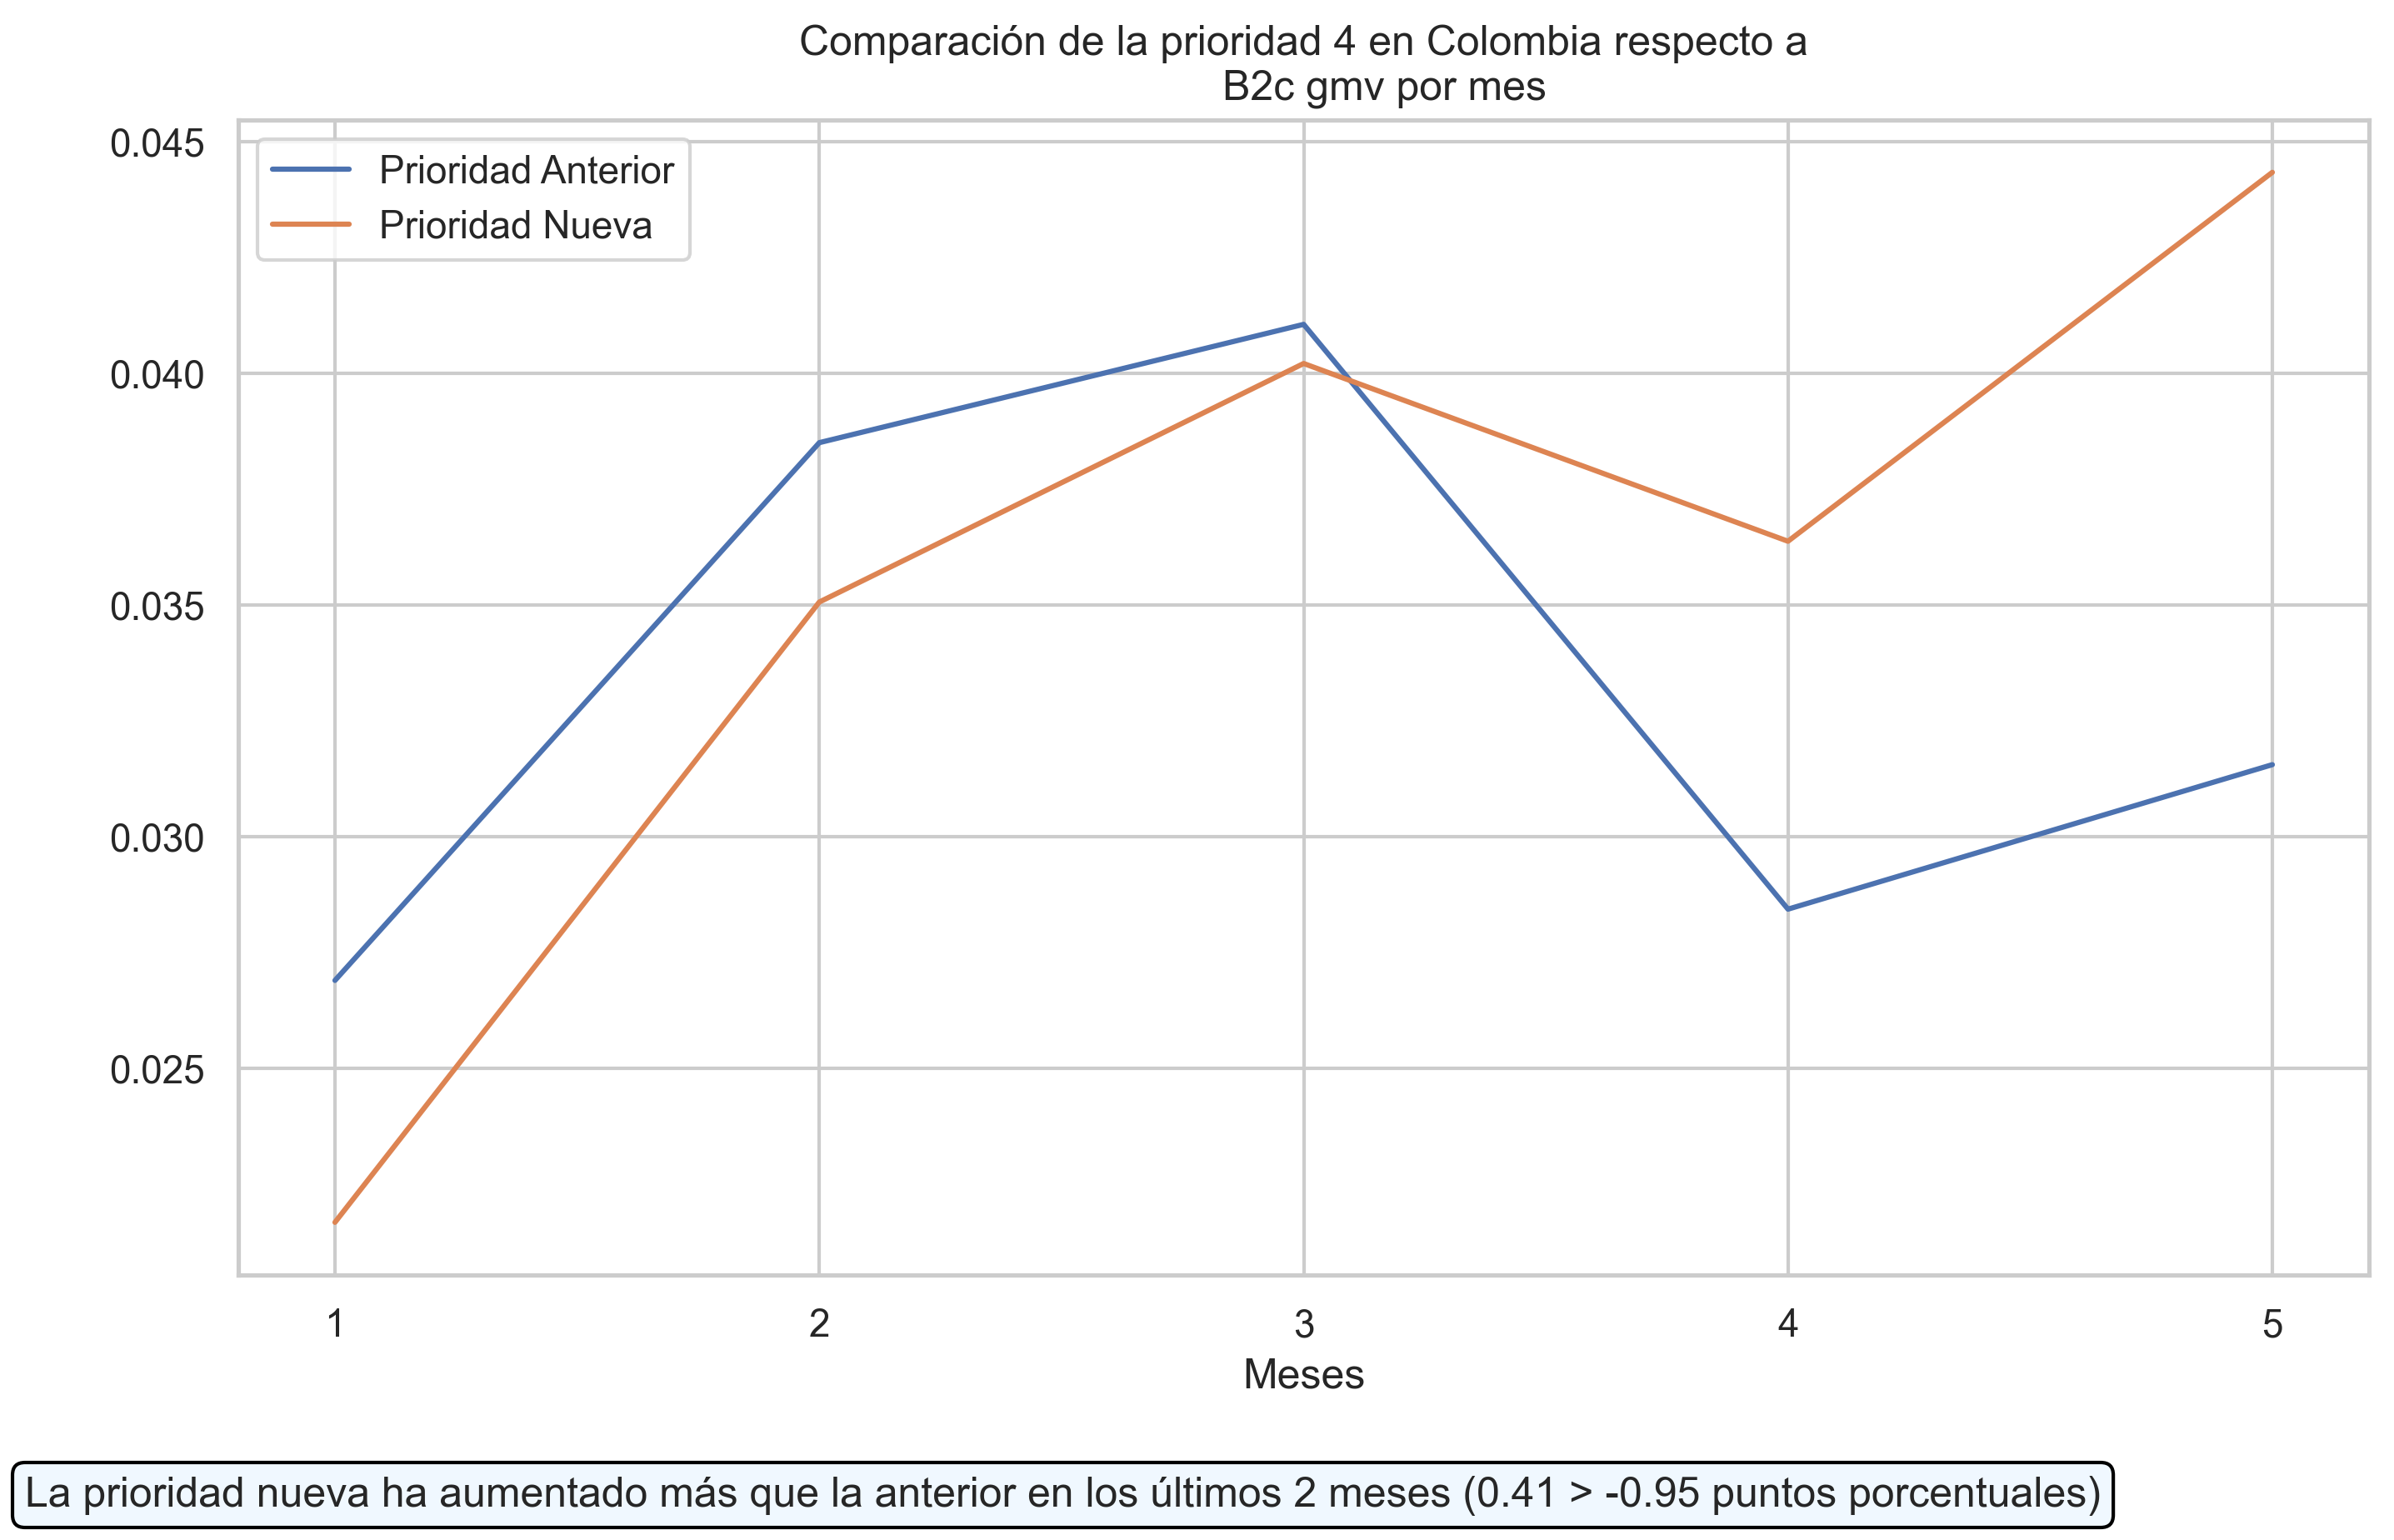 Comparación de la prioridad 4 en Colombia respecto a
B2c gmv por mes
0.045
0.040
0.035
0.030
0.025
Prioridad Anterior
Prioridad Nueva
1 2 3 4 5
Meses
La prioridad nueva ha aumentado más que la anterior en los últimos 2 meses (0.41 > -0.95 puntos porcentuales)